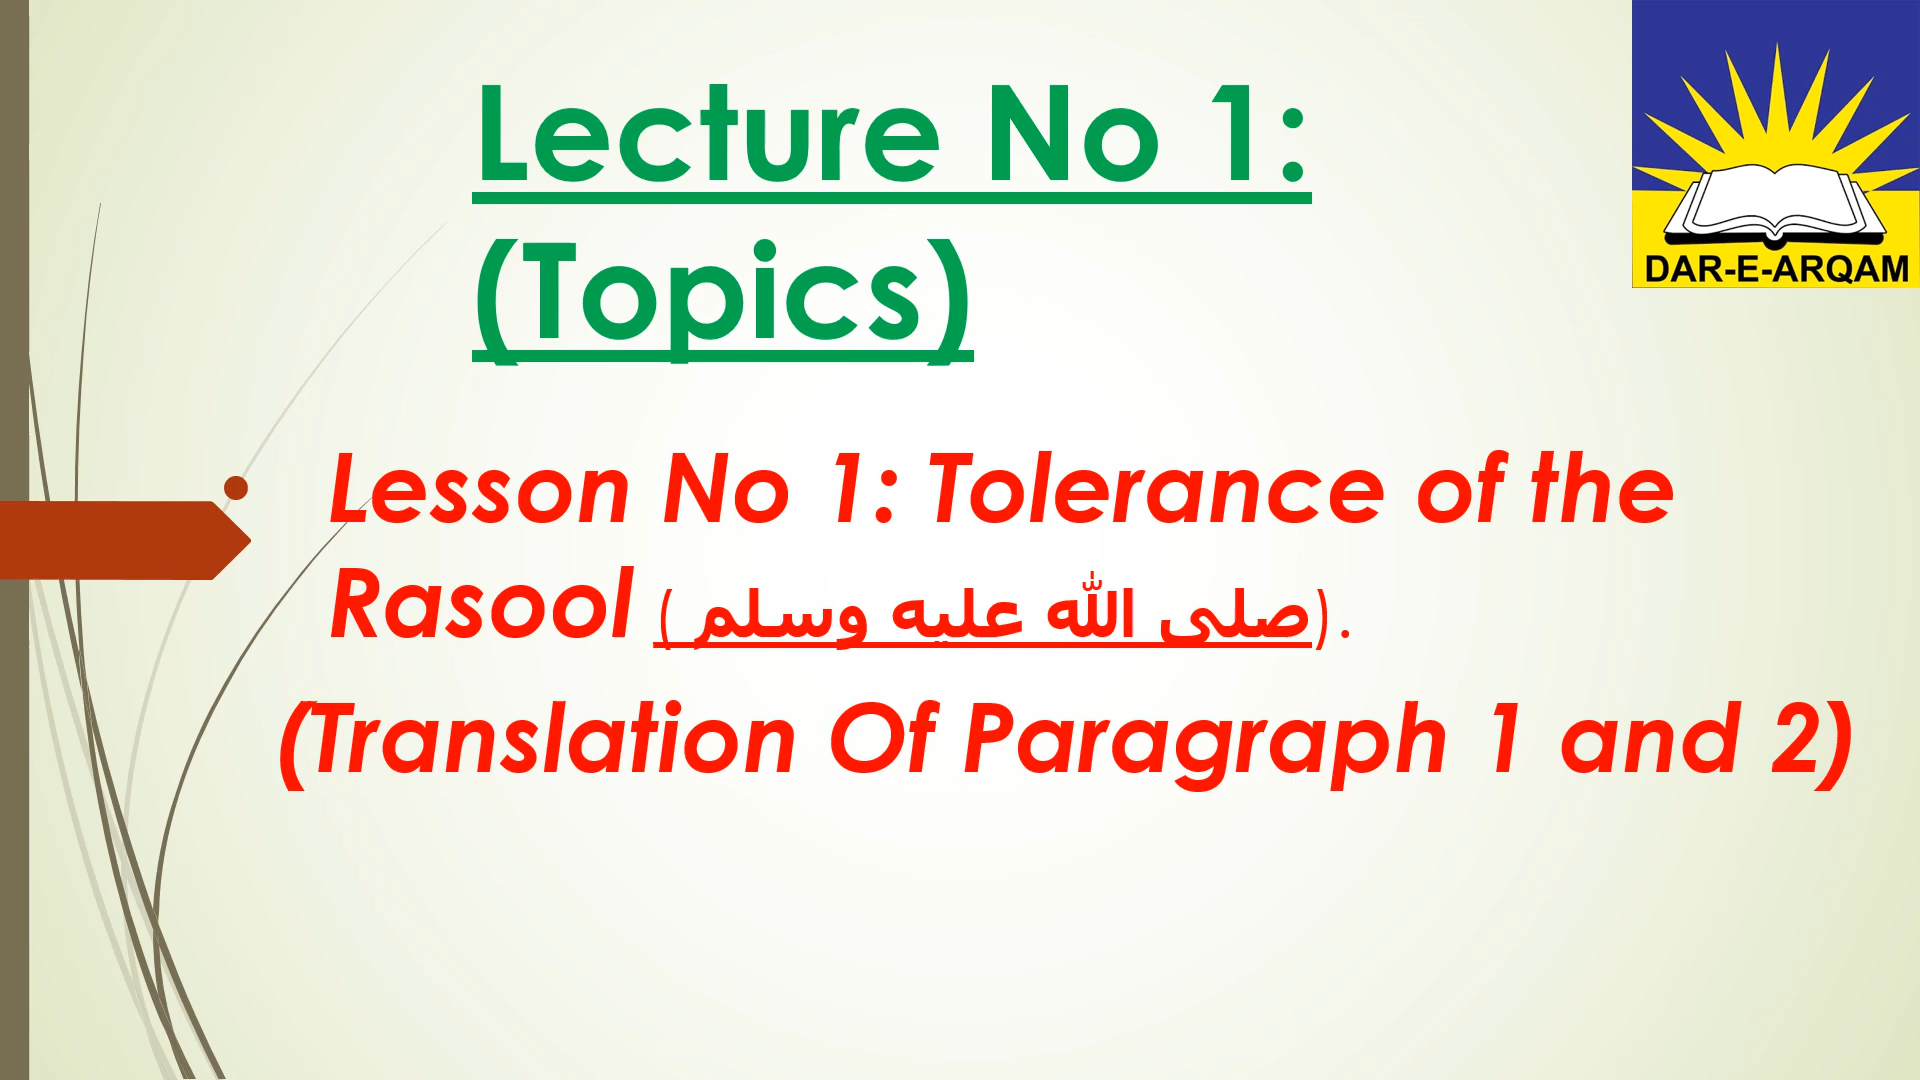 Lecture No 1:
(Topics)
DAR-E-ARQAM
• Lesson No 1: Tolerance of the
Rasool (صلى الله عليه وسلم).
(Translation Of Paragraph 1 and 2)